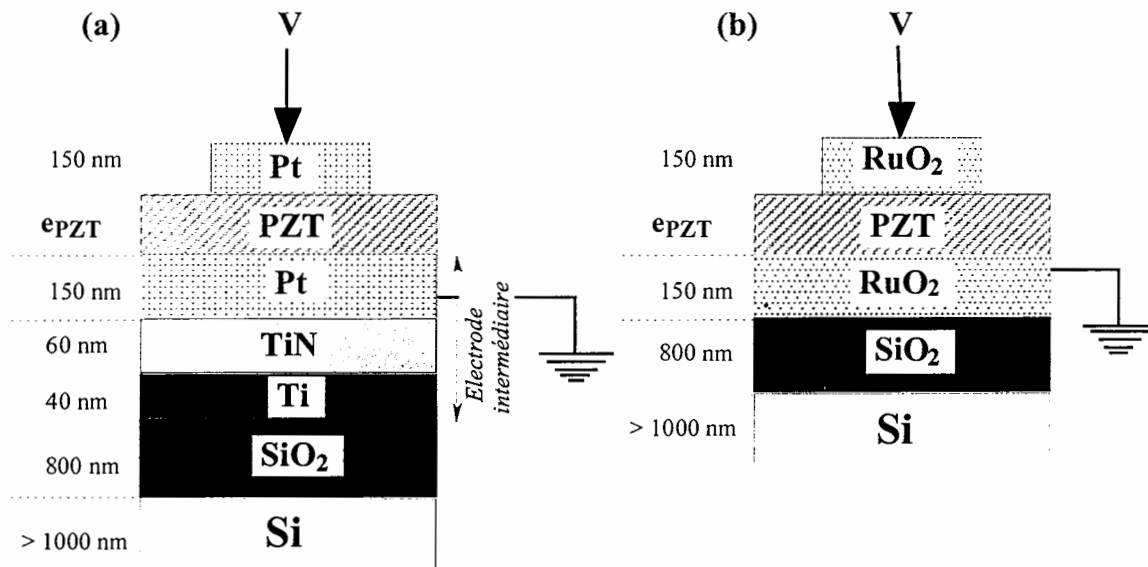 (a)
V
150 nm
Pt
ePZT
PZT
150 nm
Pt
60 nm
TiN
40 nm
Ti
Electrode
intermédiaire
800 nm
SiO2
> 1000 nm
Si
(b)
V
150 nm
RuO2
ePZT
PZT
150 nm
RuO2
800 nm
SiO2
> 1000 nm
Si